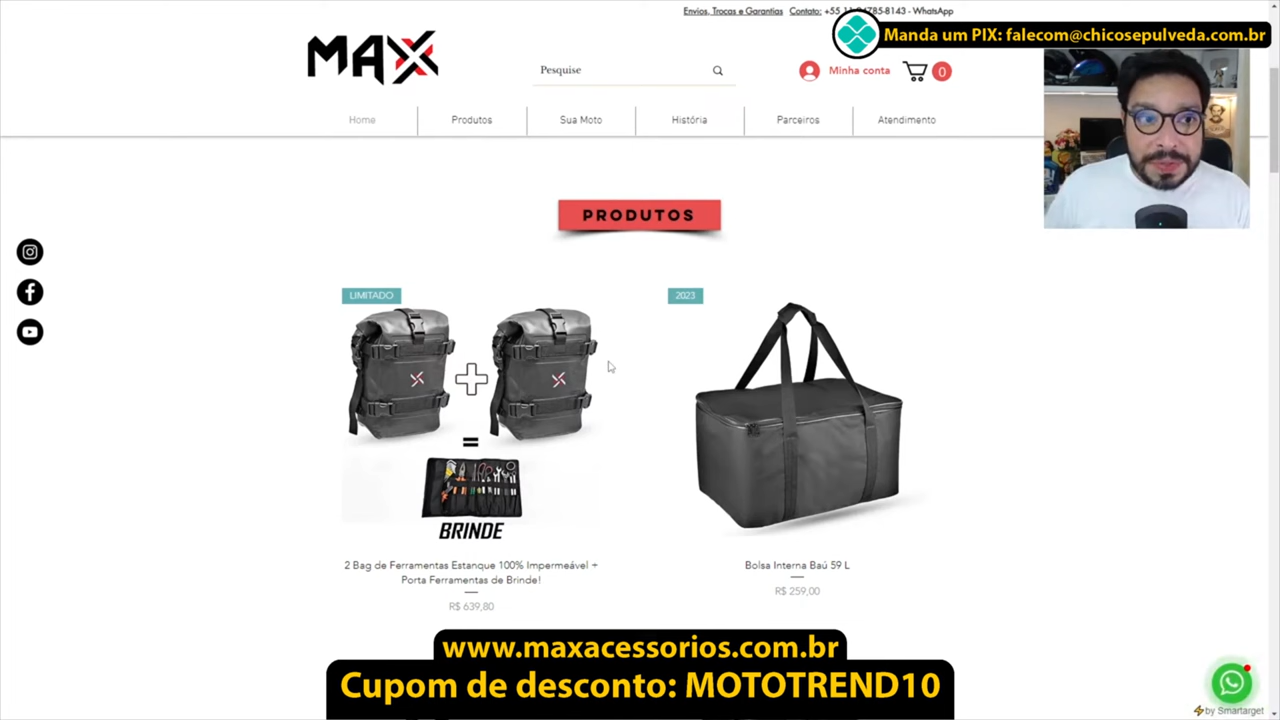 Envios, Trocas e Garantias
Contato: +55 11 94785-8143 - WhatsApp
Manda um PIX: falecom@chicosepulveda.com.br
MAX
Pesquise
Minha conta
0
Home
Produtos
Sua Moto
História
Parceiros
Atendimento
PRODUTOS
LIMITADO
2023
BRINDE
2 Bag de Ferramentas Estanque 100% Impermeável +
Porta Ferramentas de Brinde!
R$ 639,80
Bolsa Interna Baú 59 L
R$ 259,00
www.maxacessorios.com.br
Cupom de desconto: MOTOTREND10
by Smartarget